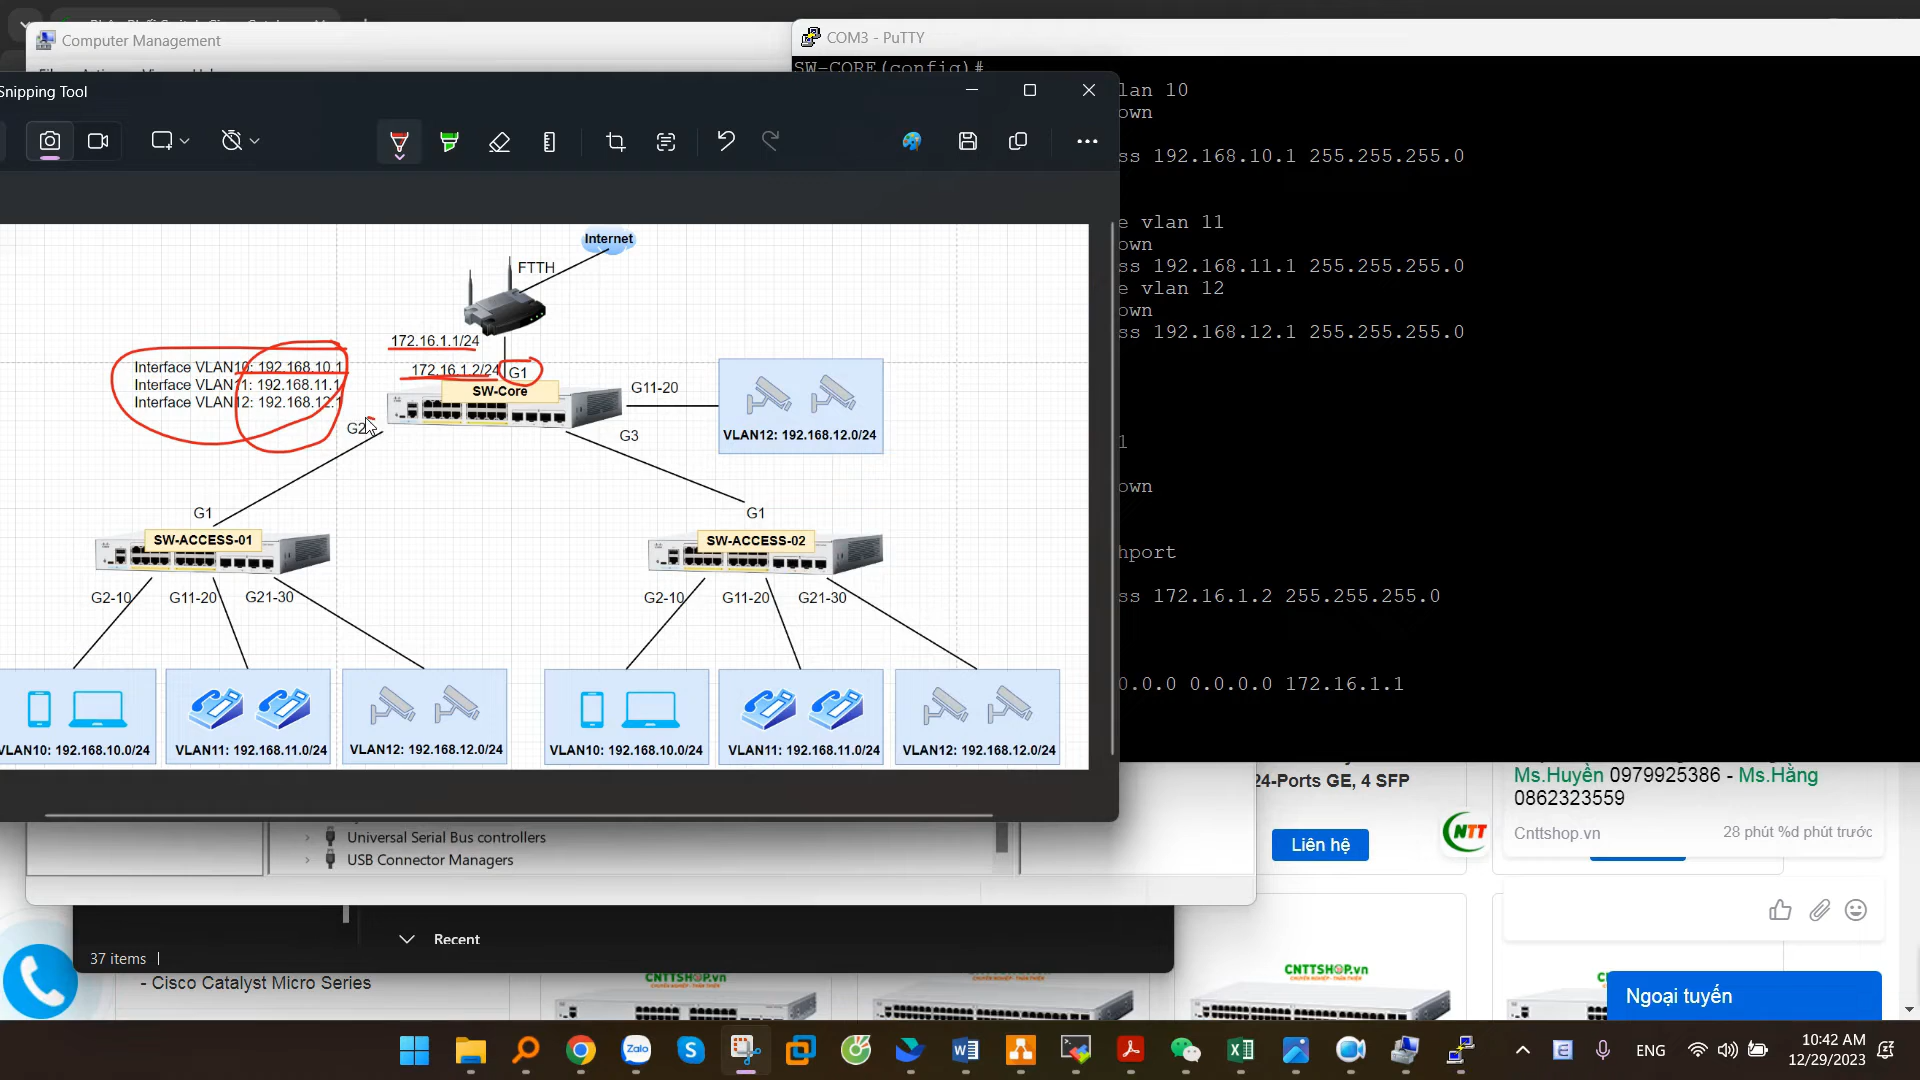 Computer Management
COM3 - PuTTY
SW-CORE(config)#
Snipping Tool
lan 10
own
ss 192.168.10.1 255.255.255.0
e vlan 11
own
ss 192.168.11.1 255.255.255.0
e vlan 12
own
ss 192.168.12.1 255.255.255.0
1
own
hport
ss 172.16.1.2 255.255.255.0
0.0.0 0.0.0.0 172.16.1.1
Internet
FTTH
172.16.1.1/24
172.16.1.2/24
G1
Interface VLAN10: 192.168.10.1
Interface VLAN11: 192.168.11.1
Interface VLAN12: 192.168.12.1
SW-Core
G11-20
G2
G3
VLAN12: 192.168.12.0/24
G1
G1
SW-ACCESS-01
SW-ACCESS-02
G2-10
G11-20
G21-30
G2-10
G11-20
G21-30
VLAN10: 192.168.10.0/24
VLAN11: 192.168.11.0/24
VLAN12: 192.168.12.0/24
VLAN10: 192.168.10.0/24
VLAN11: 192.168.11.0/24
VLAN12: 192.168.12.0/24
Universal Serial Bus controllers
USB Connector Managers
24-Ports GE, 4 SFP
Liên hệ
NTT
Ms.Huyền 0979925386 - Ms.Hằng
0862323559
Cnttshop.vn
28 phút %d phút trước
Recent
37 items
- Cisco Catalyst Micro Series
CNTTSHOP.vn
CNTTSHOP.vn
CNTTSHOP.vn
Ngoại tuyến
Zalo
ENG
10:42 AM
12/29/2023